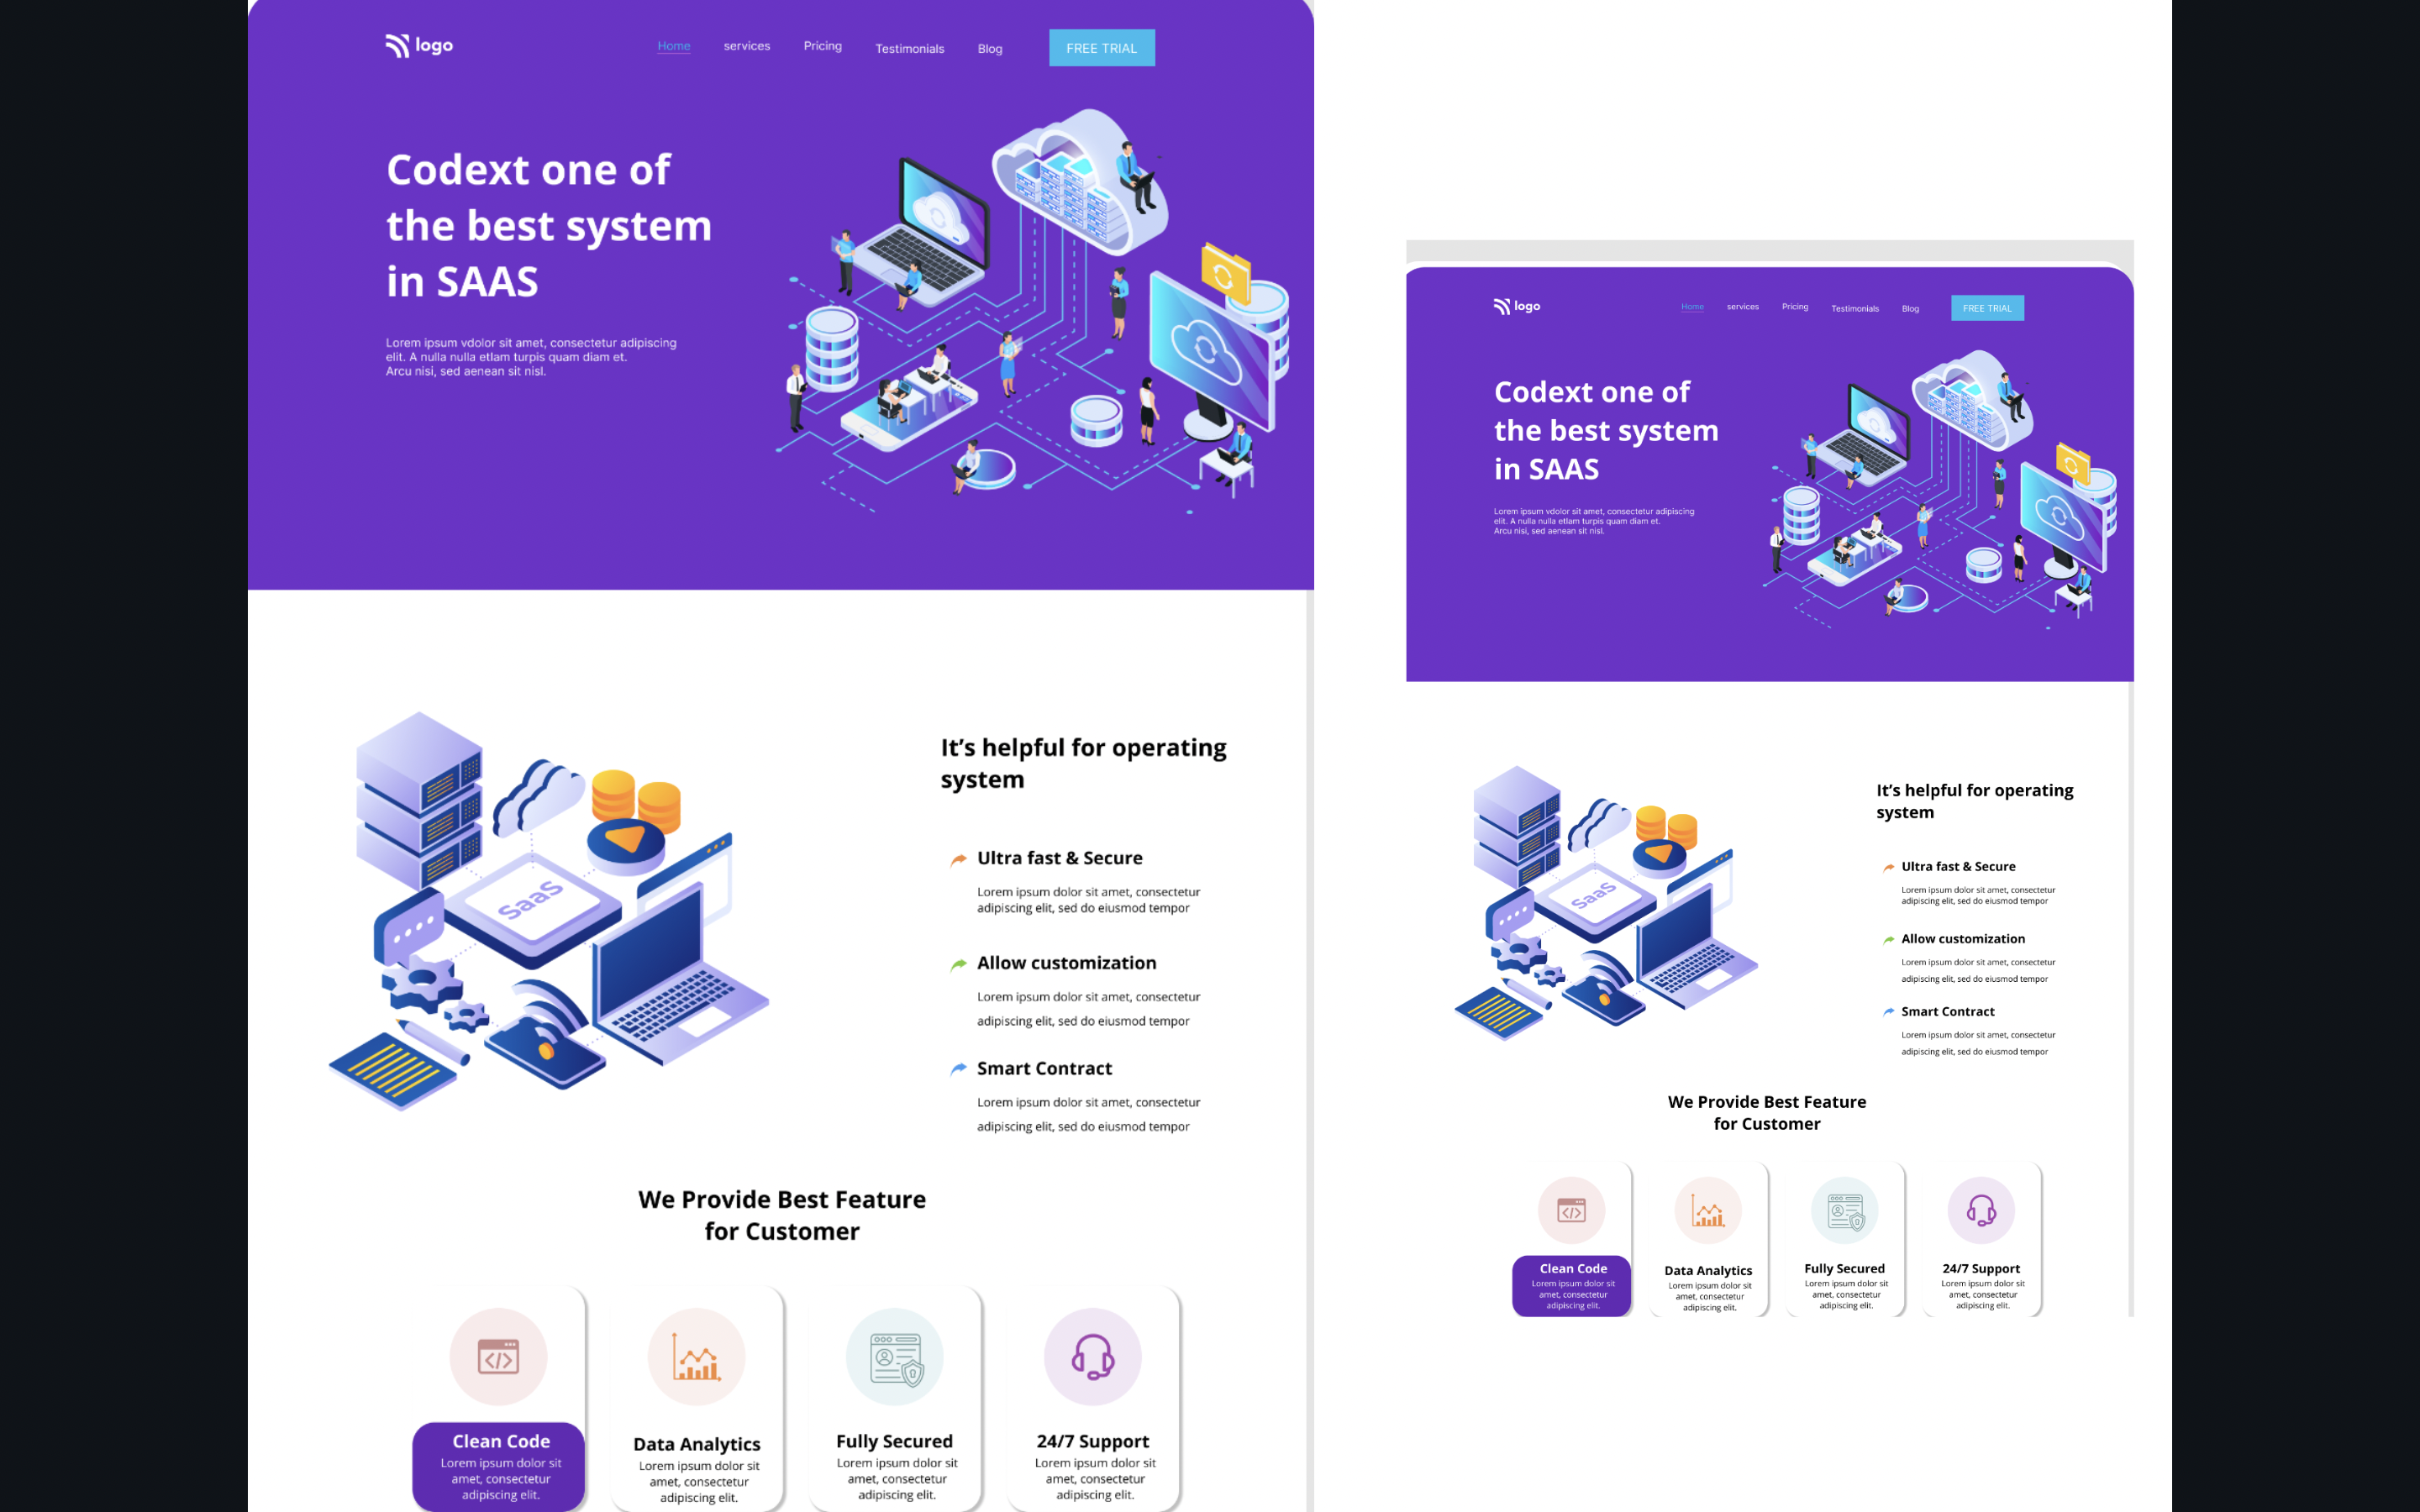 logo
Home services Pricing Testimonials Blog FREE TRIAL
Codext one of
the best system
in SAAS
Lorem ipsum vdolor sit amet, consectetur adipiscing
elit. A nulla nulla etlam turpis quam diam et.
Arcu nisi, sed aenean sit nisl.
SaaS
It’s helpful for operating
system
Ultra fast & Secure
Lorem ipsum dolor sit amet, consectetur
adipiscing elit, sed do eiusmod tempor
Allow customization
Lorem ipsum dolor sit amet, consectetur
adipiscing elit, sed do eiusmod tempor
Smart Contract
Lorem ipsum dolor sit amet, consectetur
adipiscing elit, sed do eiusmod tempor
We Provide Best Feature
for Customer
</>
Clean Code
Lorem ipsum dolor sit
amet, consectetur
adipiscing elit.
Data Analytics
Lorem ipsum dolor sit
amet, consectetur
adipiscing elit.
Fully Secured
Lorem ipsum dolor sit
amet, consectetur
adipiscing elit.
24/7 Support
Lorem ipsum dolor sit
amet, consectetur
adipiscing elit.
logo
Home services Pricing Testimonials Blog FREE TRIAL
Codext one of
the best system
in SAAS
Lorem ipsum vdolor sit amet, consectetur adipiscing
elit. A nulla nulla etlam turpis quam diam et.
Arcu nisi, sed aenean sit nisl.
SaaS
It’s helpful for operating
system
Ultra fast & Secure
Lorem ipsum dolor sit amet, consectetur
adipiscing elit, sed do eiusmod tempor
Allow customization
Lorem ipsum dolor sit amet, consectetur
adipiscing elit, sed do eiusmod tempor
Smart Contract
Lorem ipsum dolor sit amet, consectetur
adipiscing elit, sed do eiusmod tempor
We Provide Best Feature
for Customer
</>
Clean Code
Lorem ipsum dolor sit
amet, consectetur
adipiscing elit.
Data Analytics
Lorem ipsum dolor sit
amet, consectetur
adipiscing elit.
Fully Secured
Lorem ipsum dolor sit
amet, consectetur
adipiscing elit.
24/7 Support
Lorem ipsum dolor sit
amet, consectetur
adipiscing elit.